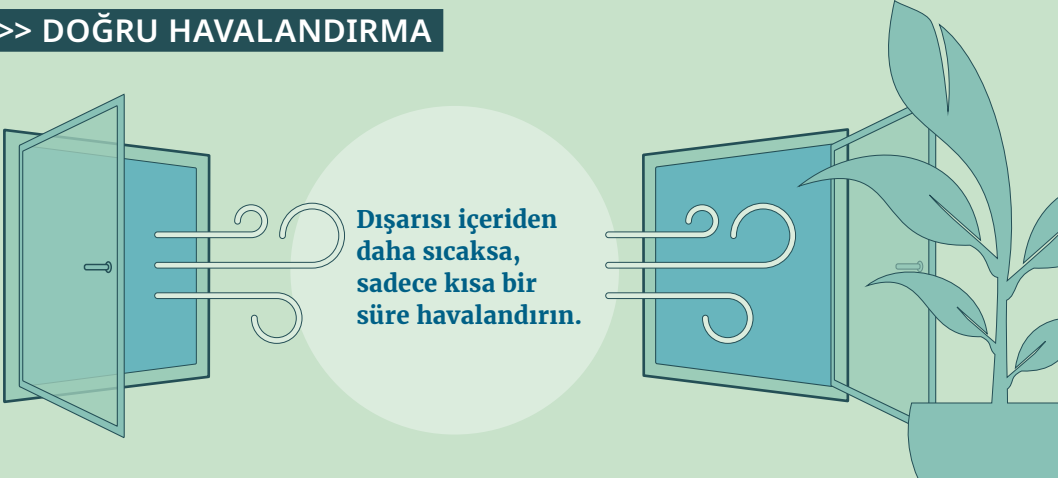 >> DOĞRU HAVALANDIRMA
Dışarısı içeriden
daha sıcaksa,
sadece kısa bir
süre havalandırın.